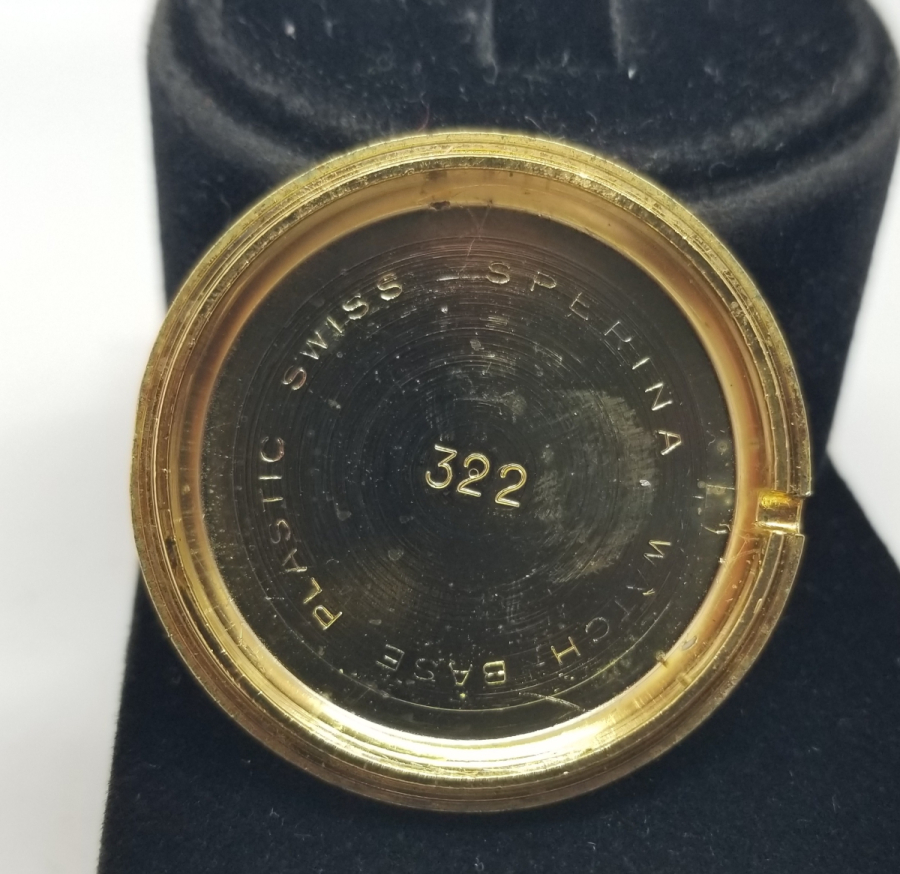 SPERINA WATCH, BASE PLASTIC SWISS
322